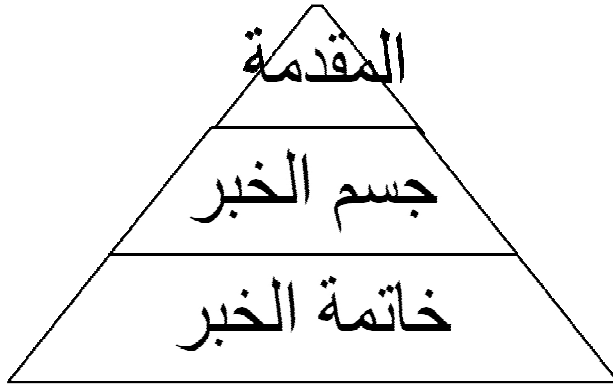 المقدمة
جسم الخبر
خاتمة الخبر